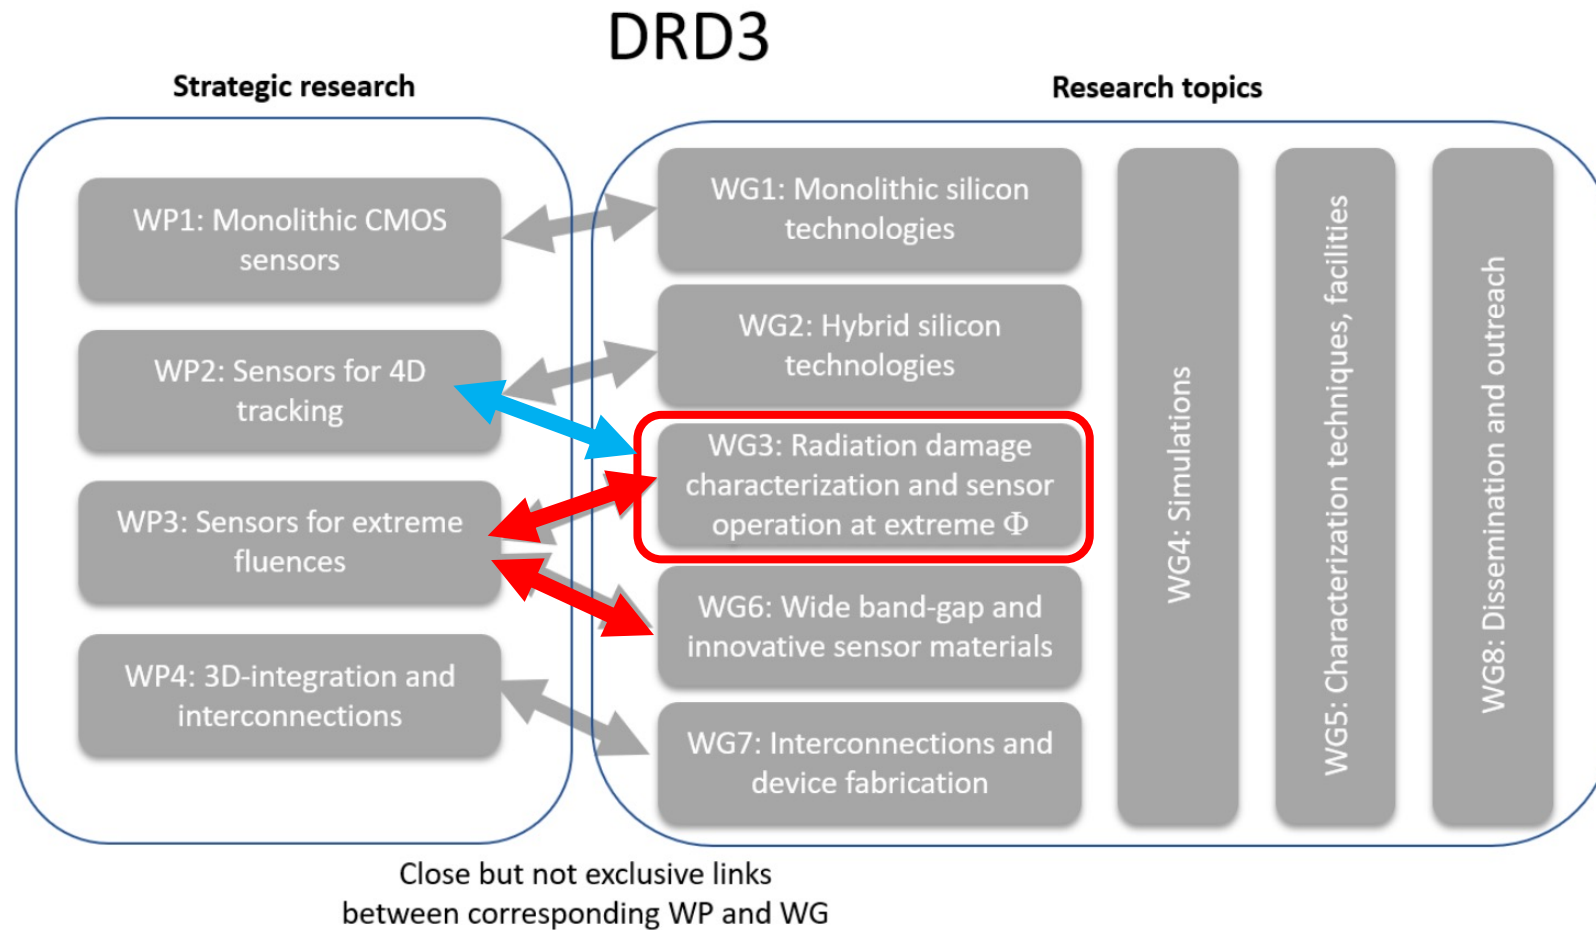 DRD3
Strategic research
Research topics
WP1: Monolithic CMOS
sensors
WP2: Sensors for 4D
tracking
WP3: Sensors for extreme
fluences
WP4: 3D-integration and
interconnections
WG1: Monolithic silicon
technologies
WG2: Hybrid silicon
technologies
WG3: Radiation damage
characterization and sensor
operation at extreme Φ
WG6: Wide band-gap and
innovative sensor materials
WG7: Interconnections and
device fabrication
WG4: Simulations
WG5: Characterization techniques, facilities
WG8: Dissemination and outreach
Close but not exclusive links
between corresponding WP and WG